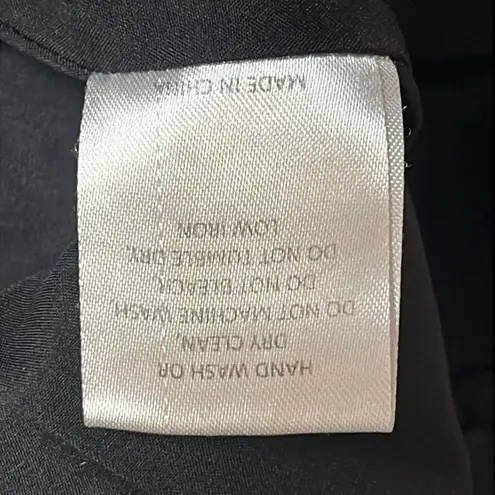 HAND WASH OR
DRY CLEAN,
DO NOT MACHINE WASH,
DO NOT BLEACH,
DO NOT TUMBLE DRY,
LOW IRON
MADE IN CHINA